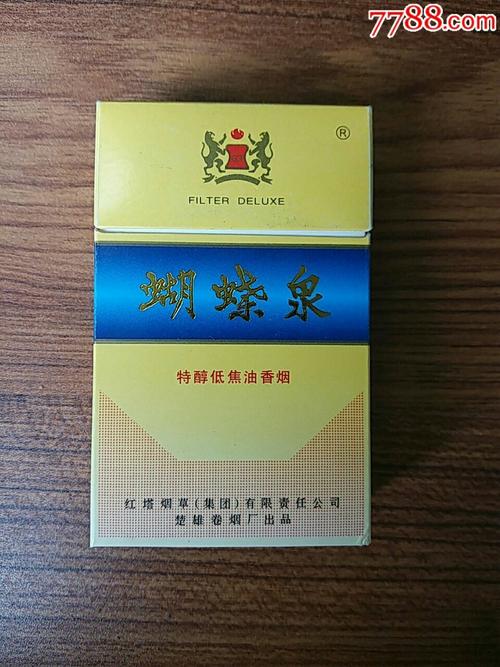 7788.com
®
FILTER DELUXE
蝴蝶泉
特醇低焦油香烟
红塔烟草(集团)有限责任公司
楚雄卷烟厂出品